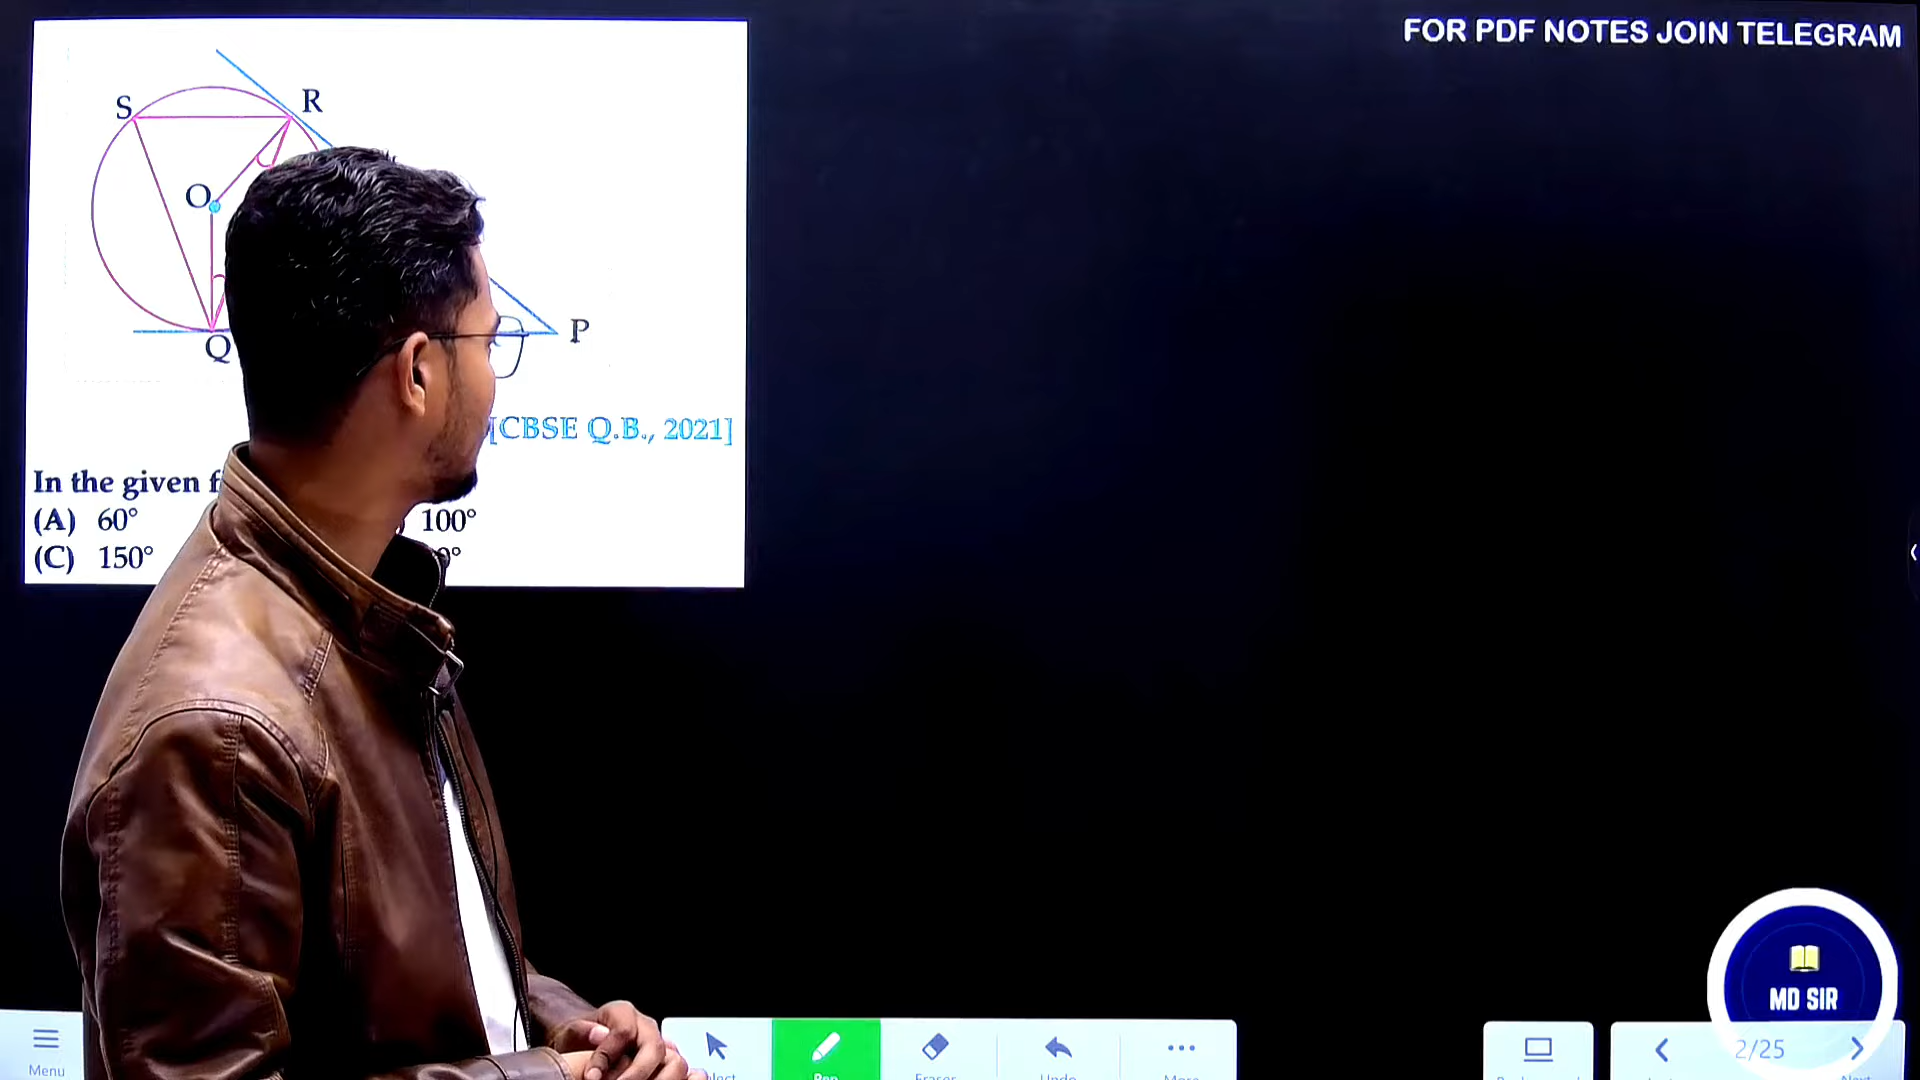 FOR PDF NOTES JOIN TELEGRAM
S
R
O
P
Q
[CBSE Q.B., 2021]
In the given
(A) 60°
100°
(C) 150°
MD SIR
Menu
2/25